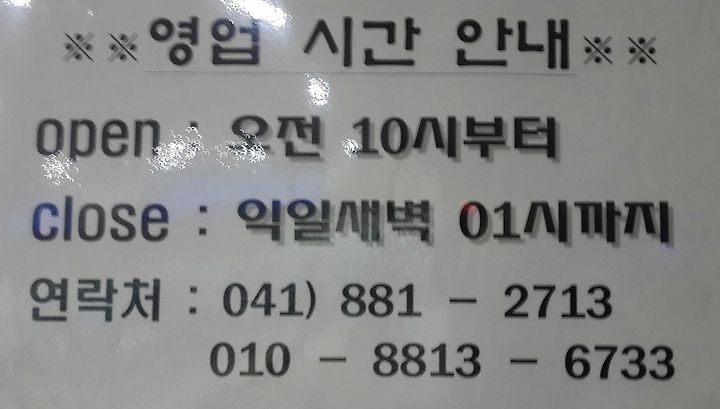 ※※영업 시간 안내※※
open : 오전 10시부터
close : 익일새벽 01시까지
연락처 : 041) 881 - 2713
010 - 8813 - 6733